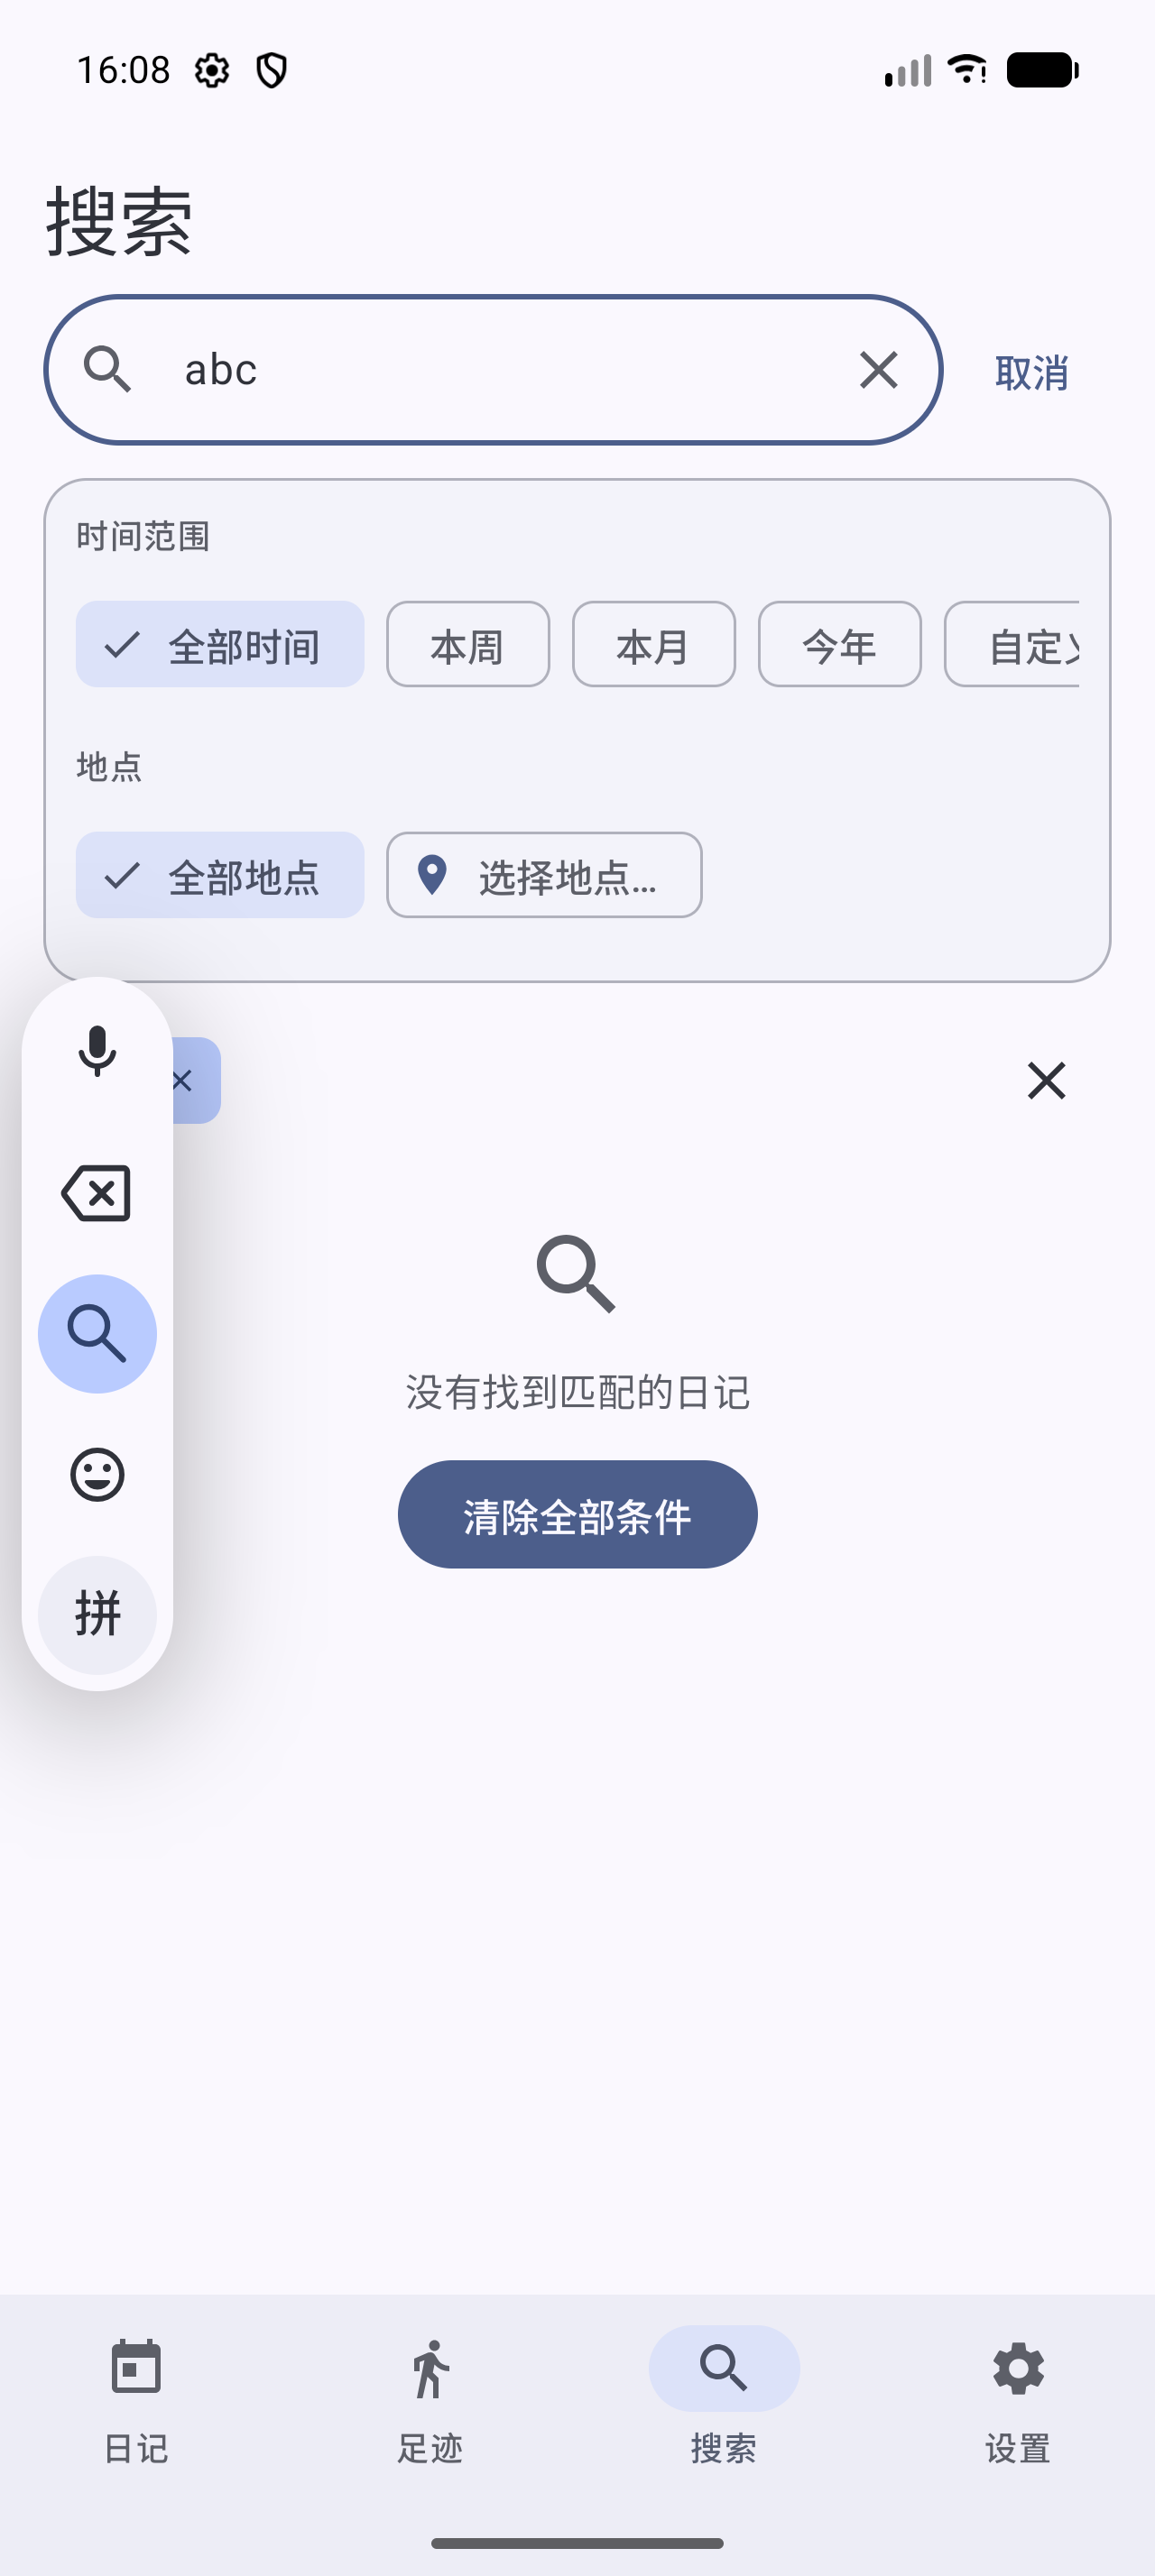 16:08
搜索
abc
取消
时间范围
全部时间
本周
本月
今年
自定
地点
全部地点
选择地点...
没有找到匹配的日记
清除全部条件
拼
日记
足迹
搜索
设置